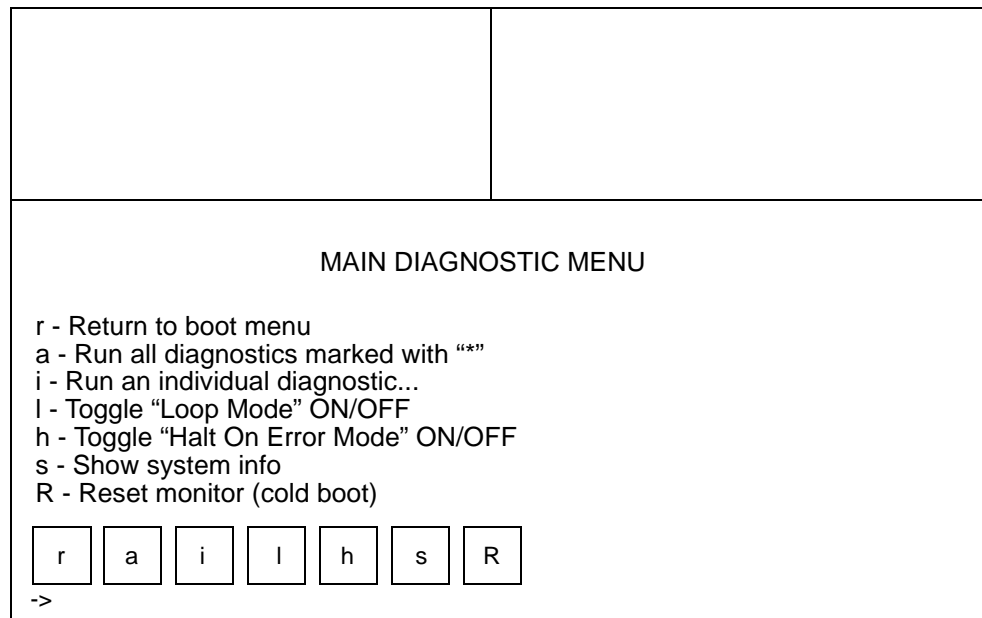 MAIN DIAGNOSTIC MENU
r - Return to boot menu
a - Run all diagnostics marked with “*”
i - Run an individual diagnostic...
l - Toggle “Loop Mode” ON/OFF
h - Toggle “Halt On Error Mode” ON/OFF
s - Show system info
R - Reset monitor (cold boot)
r a i l h s R
->